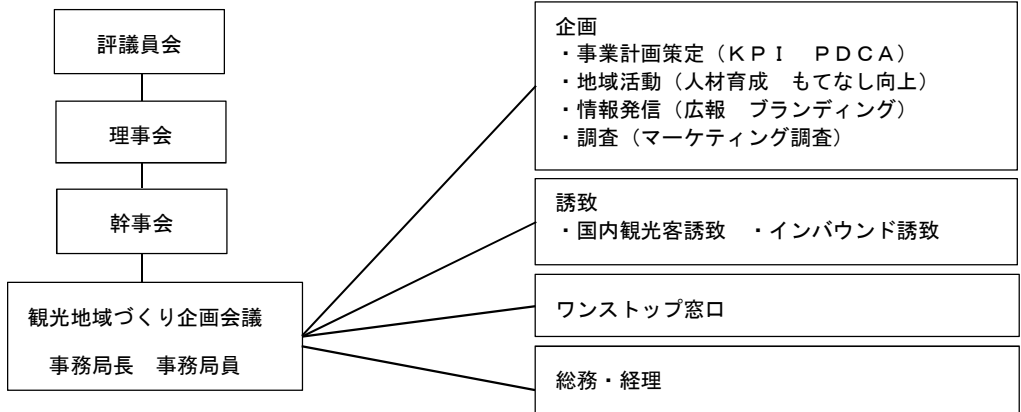 評議員会
理事会
幹事会
観光地域づくり企画会議
事務局長　事務局員
企画
・事業計画策定（ＫＰＩ　ＰＤＣＡ）
・地域活動（人材育成　もてなし向上）
・情報発信（広報　ブランディング）
・調査（マーケティング調査）
誘致
・国内観光客誘致　・インバウンド誘致
ワンストップ窓口
総務・経理